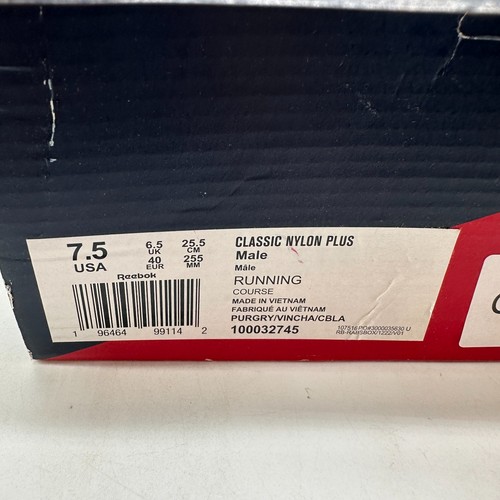 7.5
USA
6.5
UK
40
EUR
25.5
CM
255
MM
Reebok
1 96464 99114 2
CLASSIC NYLON PLUS
Male
Mâle
RUNNING
COURSE
MADE IN VIETNAM
FABRIQUÉ AU VIÊTNAM
PURGRY/VINCHA/CBLA
100032745